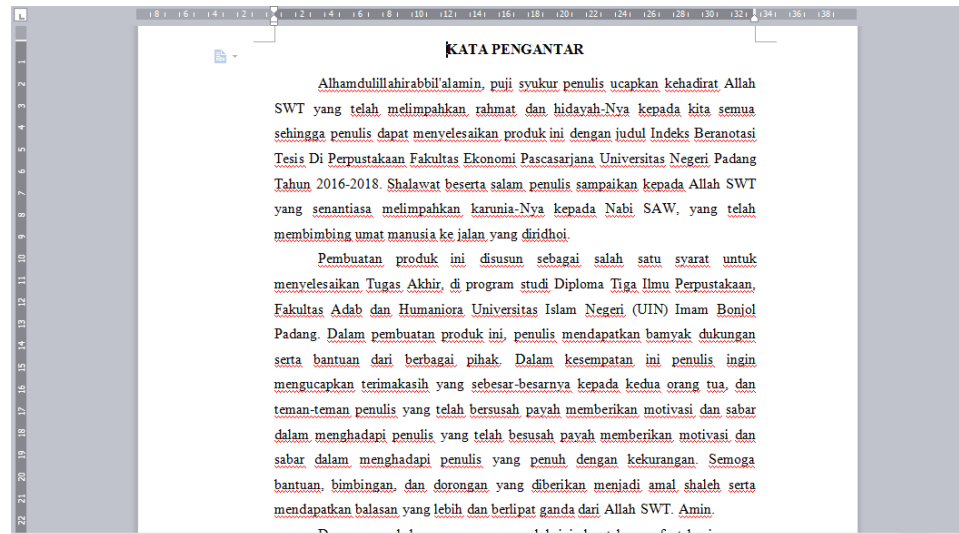 KATA PENGANTAR
Alhamdulillahirabbil'alamin, puji syukur penulis ucapkan kehadirat Allah
SWT yang telah melimpahkan rahmat dan hidayah-Nya kepada kita semua
sehingga penulis dapat menyelesaikan produk ini dengan judul Indeks Beranotasi
Tesis Di Perpustakaan Fakultas Ekonomi Pascasarjana Universitas Negeri Padang
Tahun 2016-2018. Shalawat beserta salam penulis sampaikan kepada Allah SWT
yang senantiasa melimpahkan karunia-Nya kepada Nabi SAW, yang telah
membimbing umat manusia ke jalan yang diridhoi.
Pembuatan produk ini disusun sebagai salah satu syarat untuk
menyelesaikan Tugas Akhir, di program studi Diploma Tiga Ilmu Perpustakaan,
Fakultas Adab dan Humaniora Universitas Islam Negeri (UIN) Imam Bonjol
Padang. Dalam pembuatan produk ini, penulis mendapatkan bamyak dukungan
serta bantuan dari berbagai pihak. Dalam kesempatan ini penulis ingin
mengucapkan terimakasih yang sebesar-besarnya kepada kedua orang tua, dan
teman-teman penulis yang telah bersusah payah memberikan motivasi dan sabar
dalam menghadapi penulis yang telah besusah payah memberikan motivasi dan
sabar dalam menghadapi penulis yang penuh dengan kekurangan. Semoga
bantuan, bimbingan, dan dorongan yang diberikan menjadi amal shaleh serta
mendapatkan balasan yang lebih dan berlipat ganda dari Allah SWT. Amin.